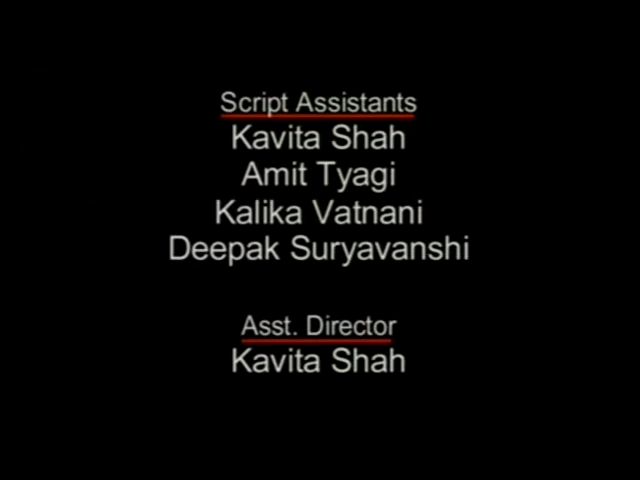 Script Assistants
Kavita Shah
Amit Tyagi
Kalika Vatnani
Deepak Suryavanshi
Asst. Director
Kavita Shah